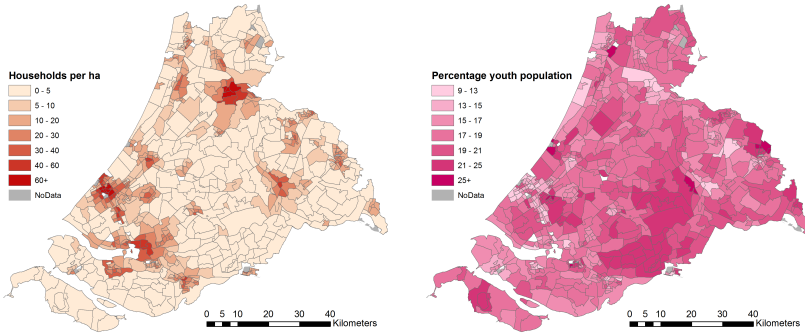 Households per ha
0 - 5
5 - 10
10 - 20
20 - 30
30 - 40
40 - 60
60+
NoData
0 5 10 20 30 40
Kilometers
Percentage youth population
9 - 13
13 - 15
15 - 17
17 - 19
19 - 21
21 - 25
25+
NoData
0 5 10 20 30 40
Kilometers